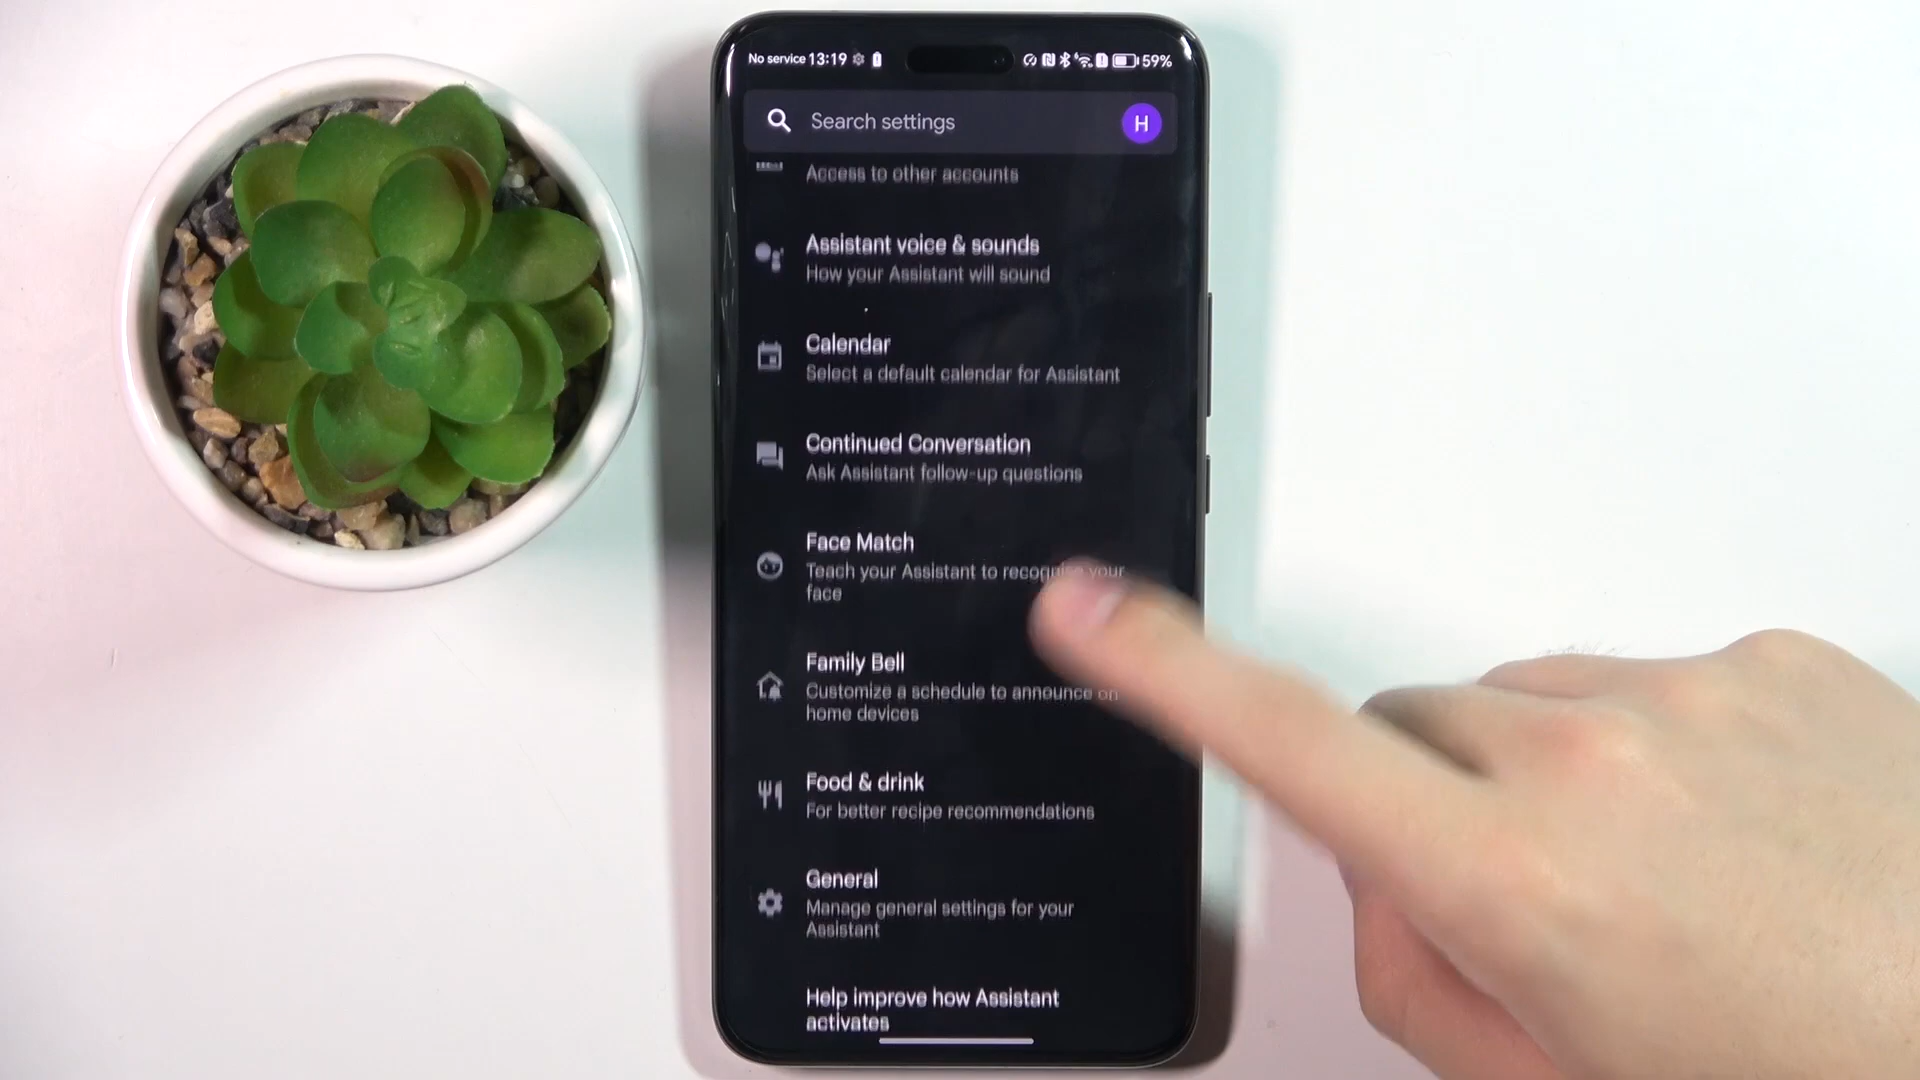 No service 13:19 59%
Search settings H
Access to other accounts
Assistant voice & sounds
How your Assistant will sound
Calendar
Select a default calendar for Assistant
Continued Conversation
Ask Assistant follow-up questions
Face Match
Teach your Assistant to recognise your
face
Family Bell
Customize a schedule to announce on
home devices
Food & drink
For better recipe recommendations
General
Manage general settings for your
Assistant
Help improve how Assistant
activates